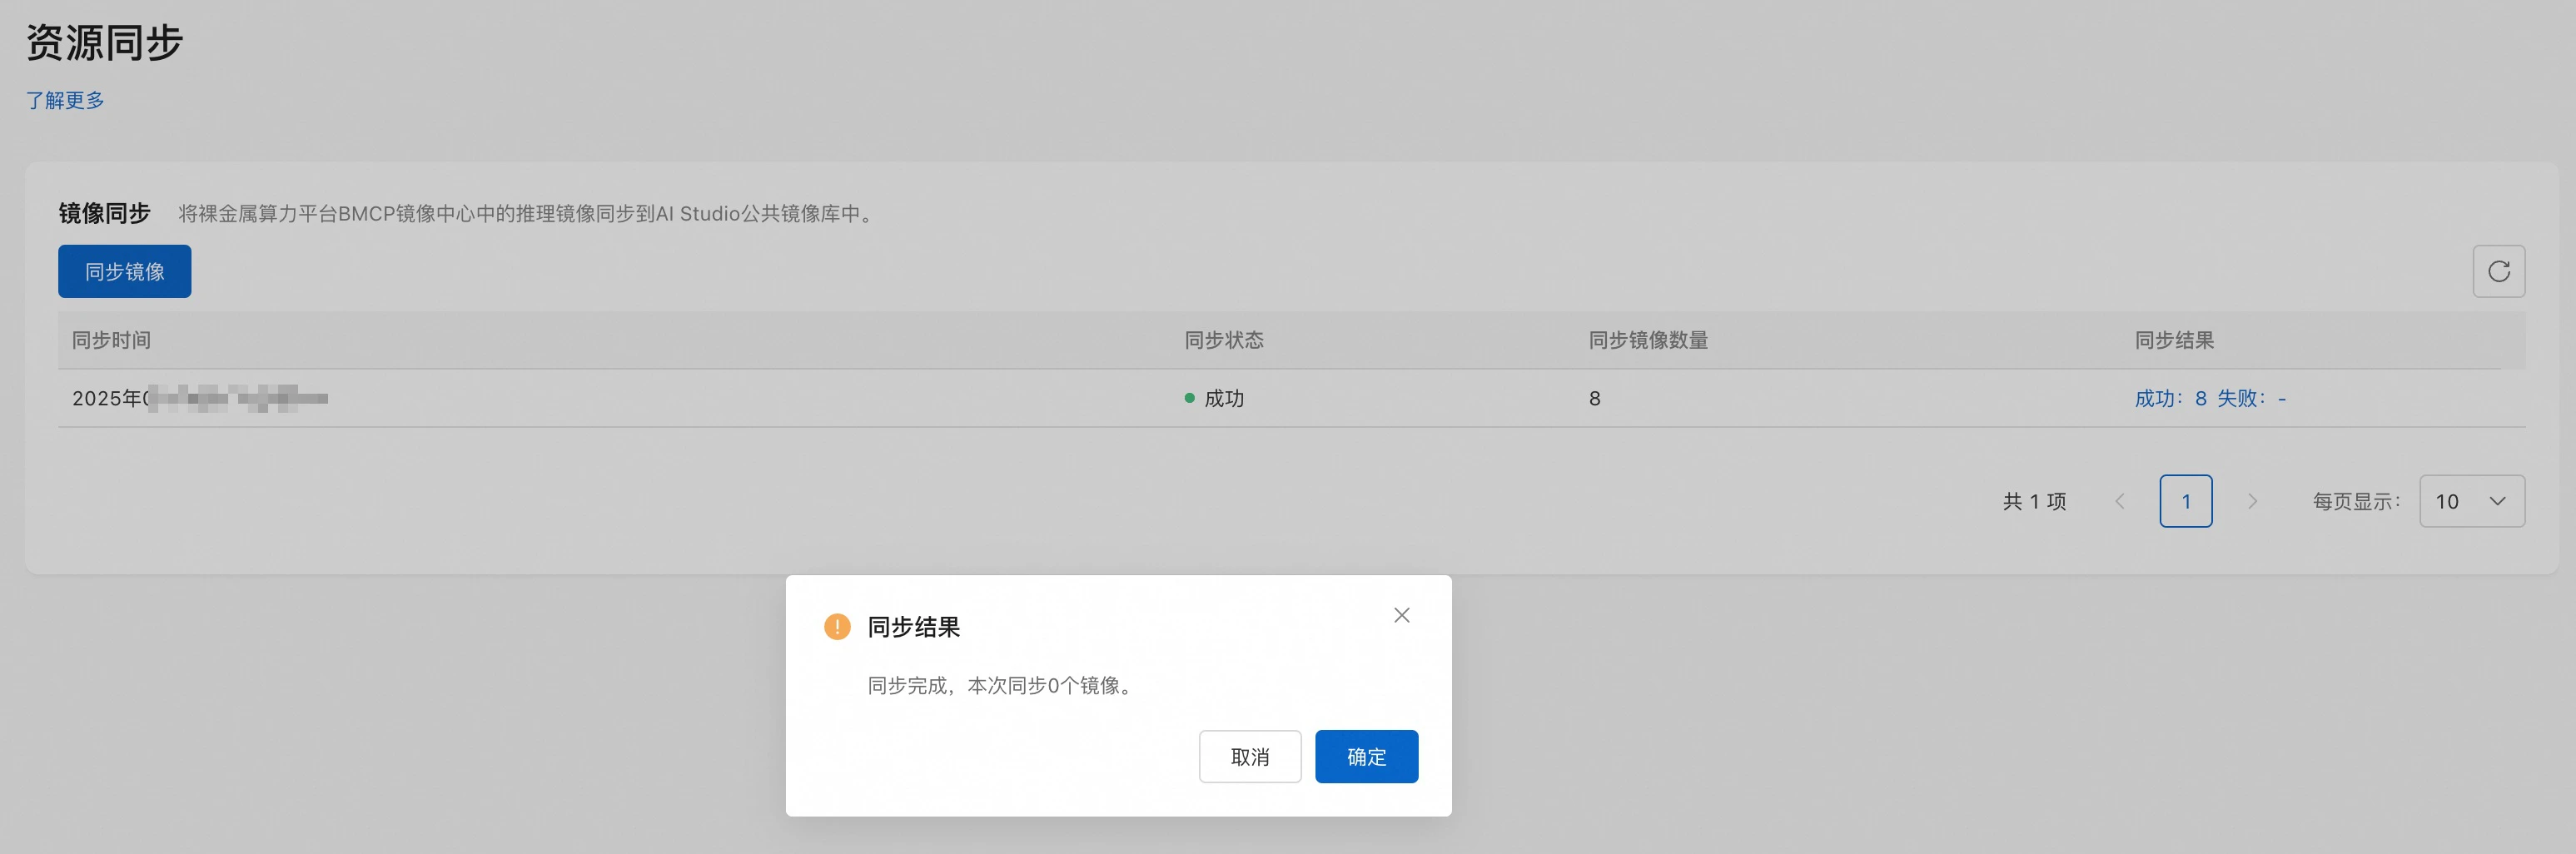 资源同步
了解更多
镜像同步 将裸金属算力平台BMCP镜像中心中的推理镜像同步到AI Studio公共镜像库中。
同步镜像
同步时间 同步状态 同步镜像数量 同步结果
2025年 成功 8 成功：8 失败：-
共 1 项 1 每页显示： 10
同步结果
同步完成，本次同步0个镜像。
取消 确定